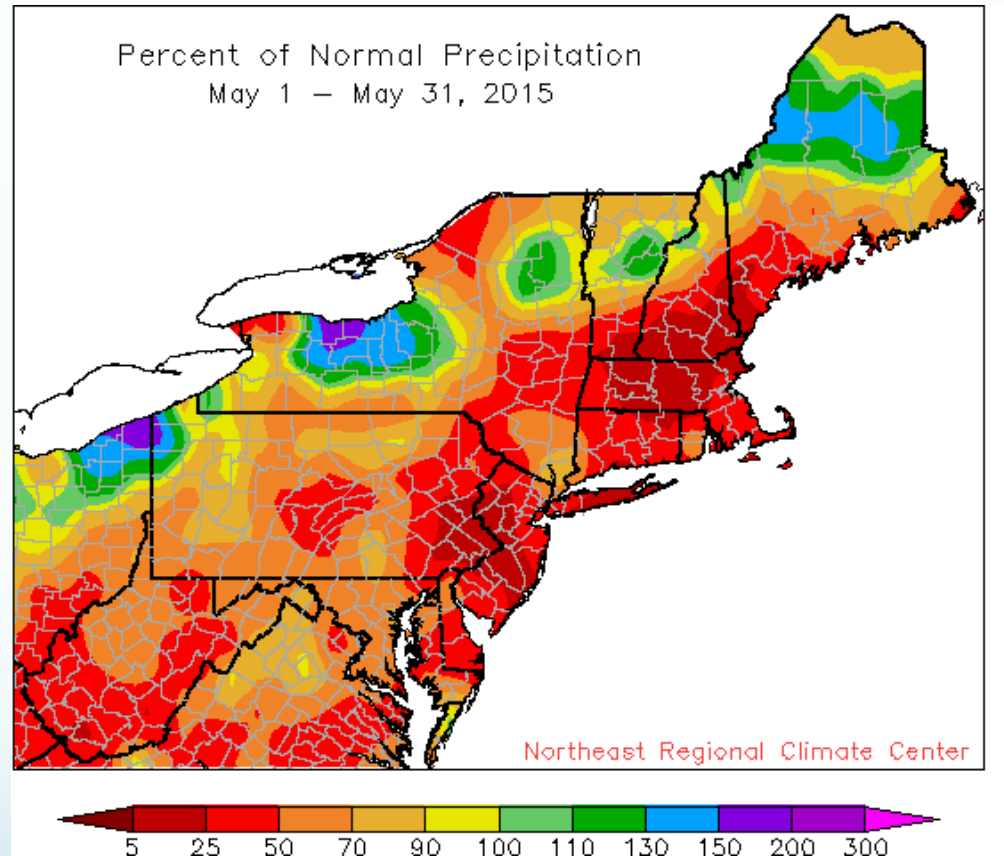 Percent of Normal Precipitation
May 1 – May 31, 2015
Northeast Regional Climate Center
5 25 50 70 90 100 110 130 150 200 300